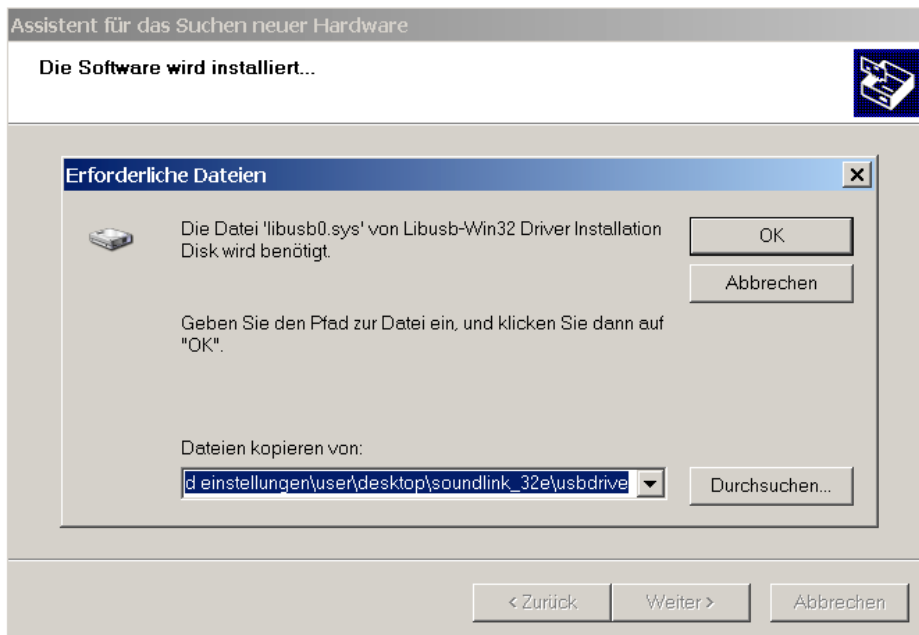 Assistent für das Suchen neuer Hardware
Die Software wird installiert...
Erforderliche Dateien
Die Datei 'libusb0.sys' von Libusb-Win32 Driver Installation
Disk wird benötigt.
OK
Abbrechen
Geben Sie den Pfad zur Datei ein, und klicken Sie dann auf
"OK".
Dateien kopieren von:
d einstellungen\user\desktop\soundlink_32e\usbdrive
Durchsuchen...
< Zurück
Weiter >
Abbrechen